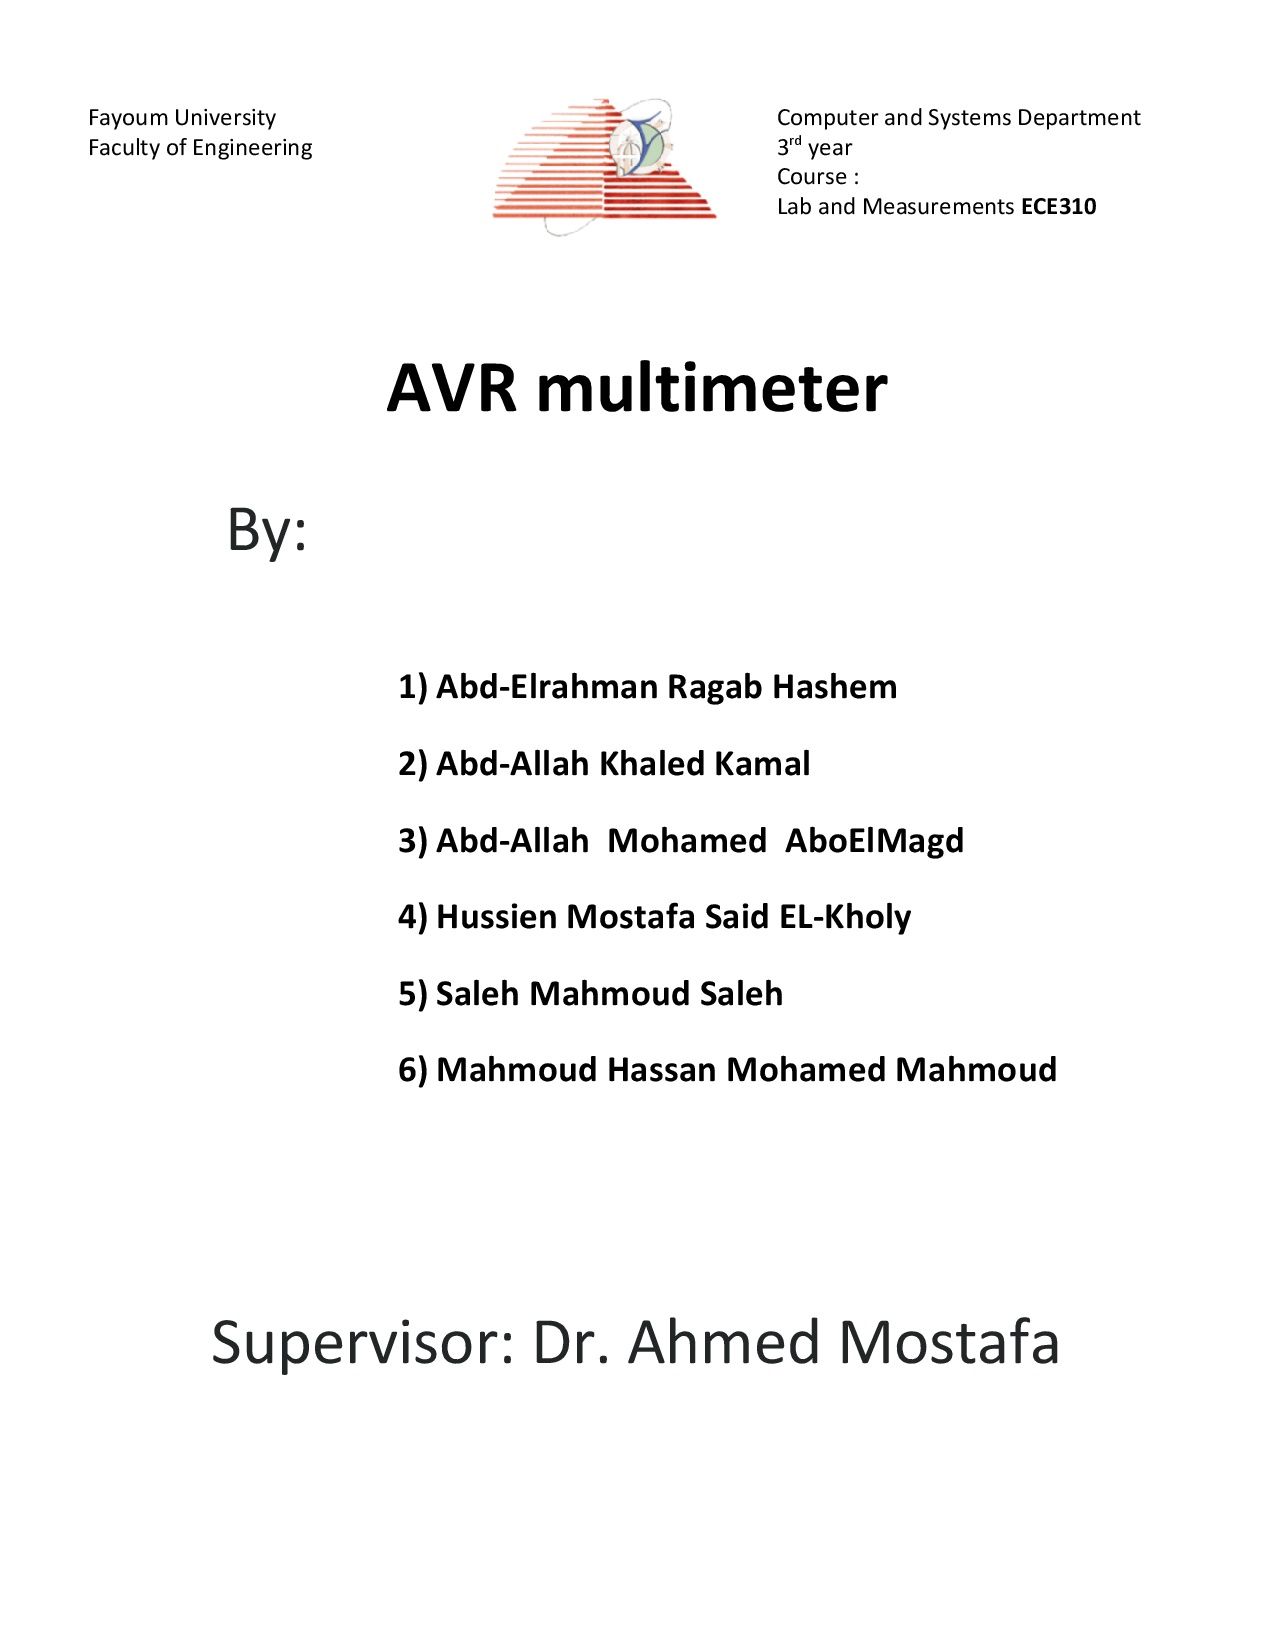 Fayoum University
Faculty of Engineering
Computer and Systems Department
3rd year
Course :
Lab and Measurements ECE310
AVR multimeter
By:
1) Abd-Elrahman Ragab Hashem
2) Abd-Allah Khaled Kamal
3) Abd-Allah  Mohamed  AboElMagd
4) Hussien Mostafa Said EL-Kholy
5) Saleh Mahmoud Saleh
6) Mahmoud Hassan Mohamed Mahmoud
Supervisor: Dr. Ahmed Mostafa